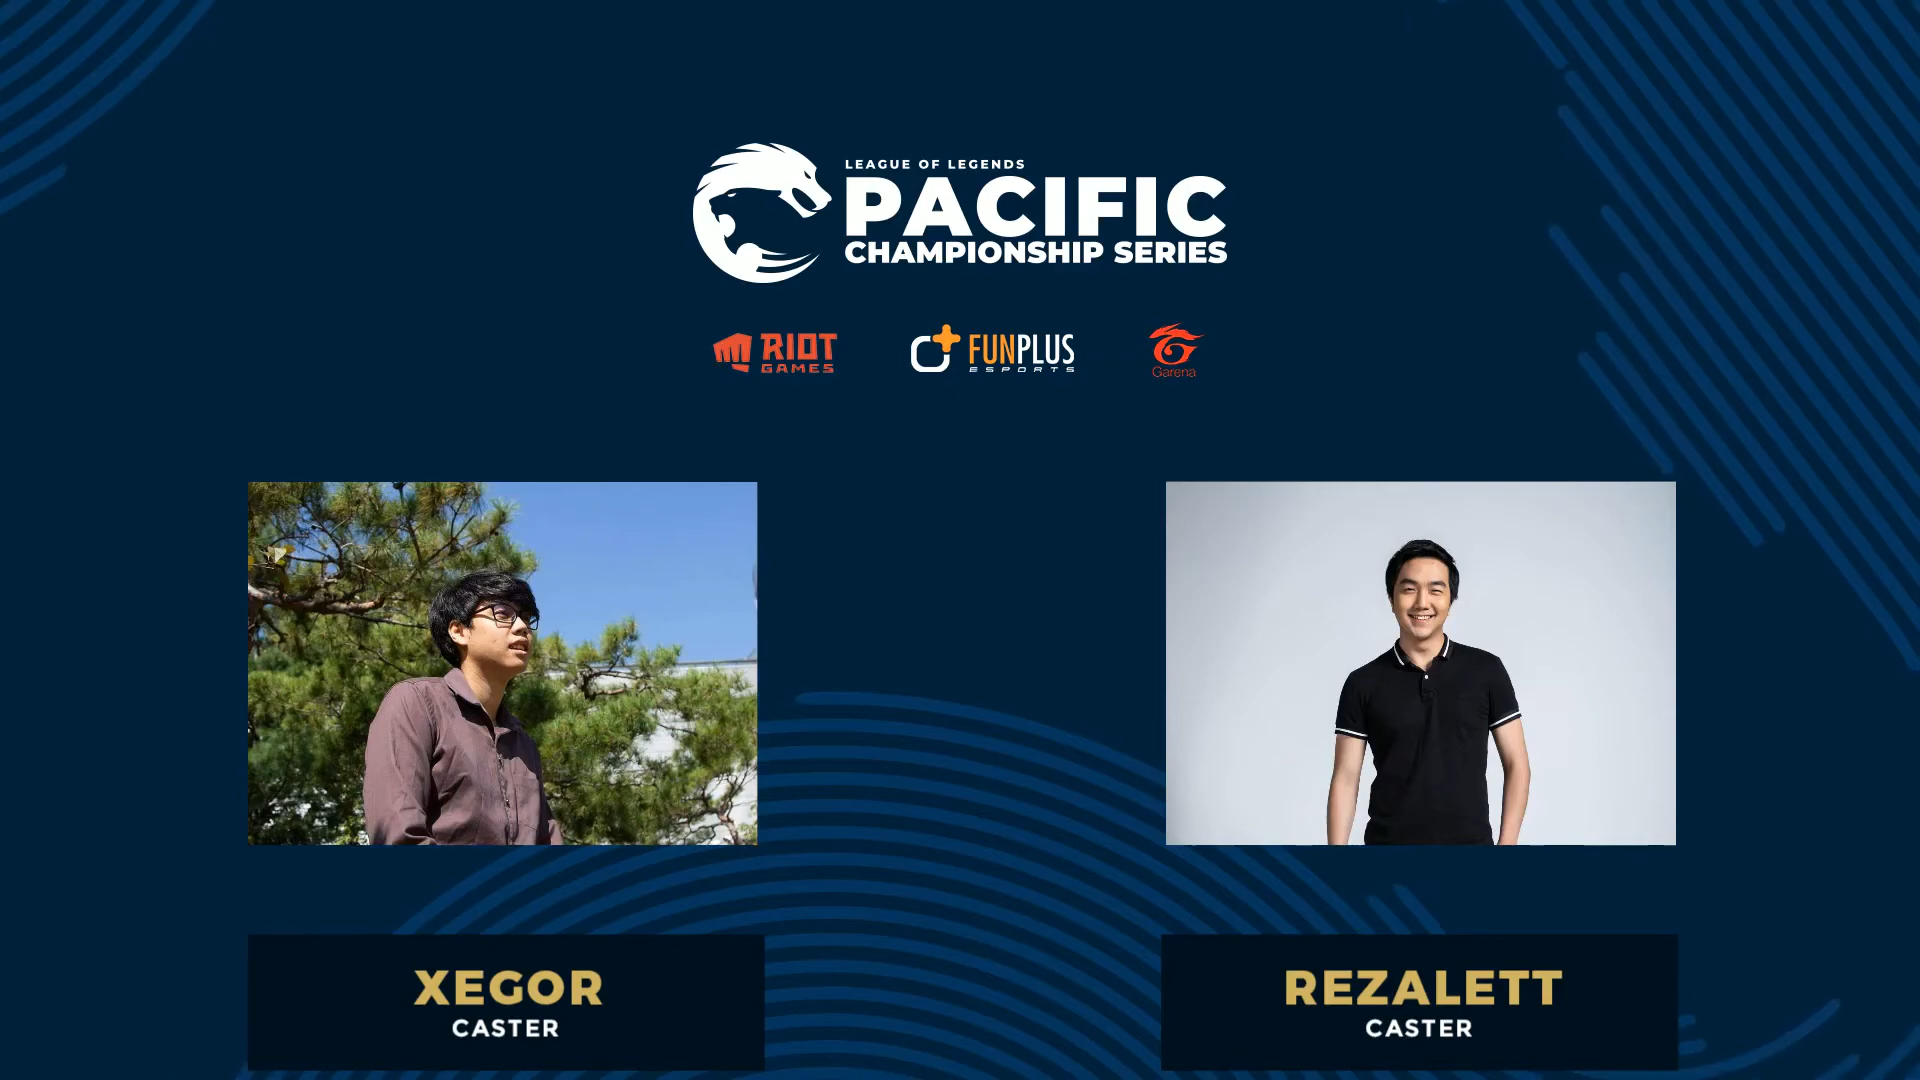 LEAGUE OF LEGENDS
PACIFIC
CHAMPIONSHIP SERIES
RIOT
GAMES
FUNPLUS
ESPORTS
Garena
XEGOR
CASTER
REZALETT
CASTER